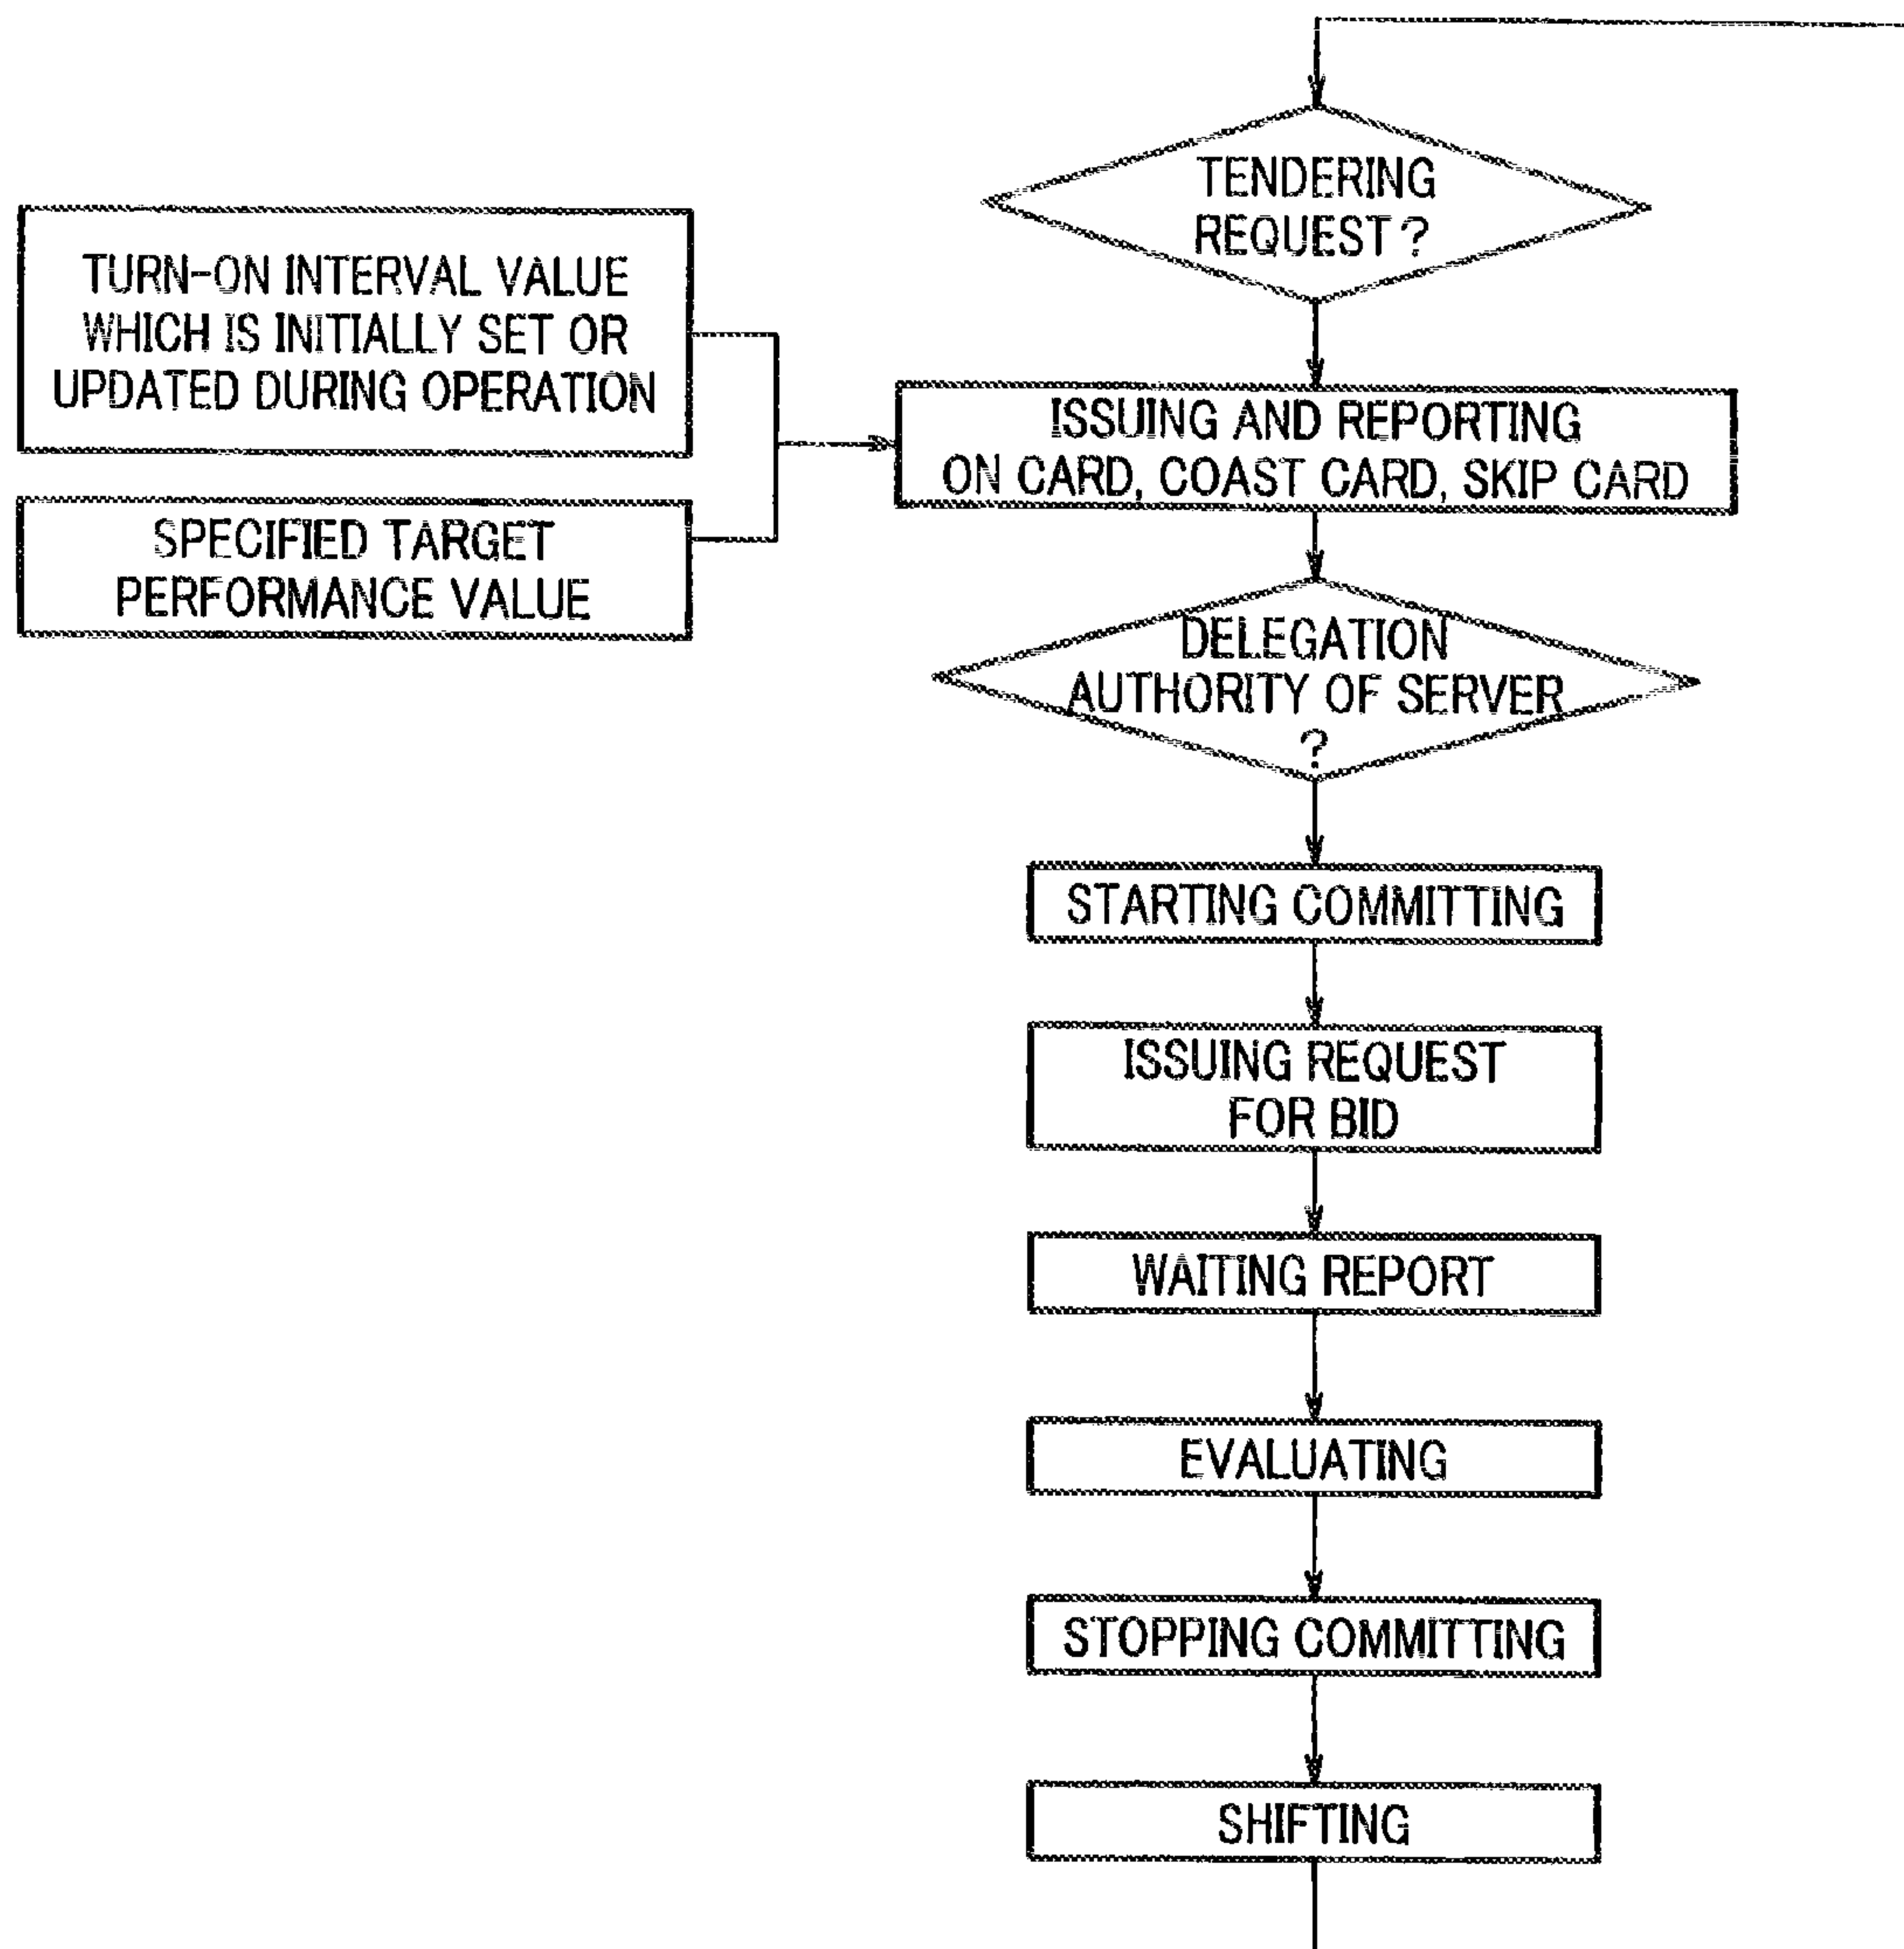 TENDERING
REQUEST?
TURN-ON INTERVAL VALUE
WHICH IS INITIALLY SET OR
UPDATED DURING OPERATION
SPECIFIED TARGET
PERFORMANCE VALUE
ISSUING AND REPORTING
ON CARD, COAST CARD, SKIP CARD
DELEGATION
AUTHORITY OF SERVER
?
STARTING COMMITTING
ISSUING REQUEST
FOR BID
WAITING REPORT
EVALUATING
STOPPING COMMITTING
SHIFTING